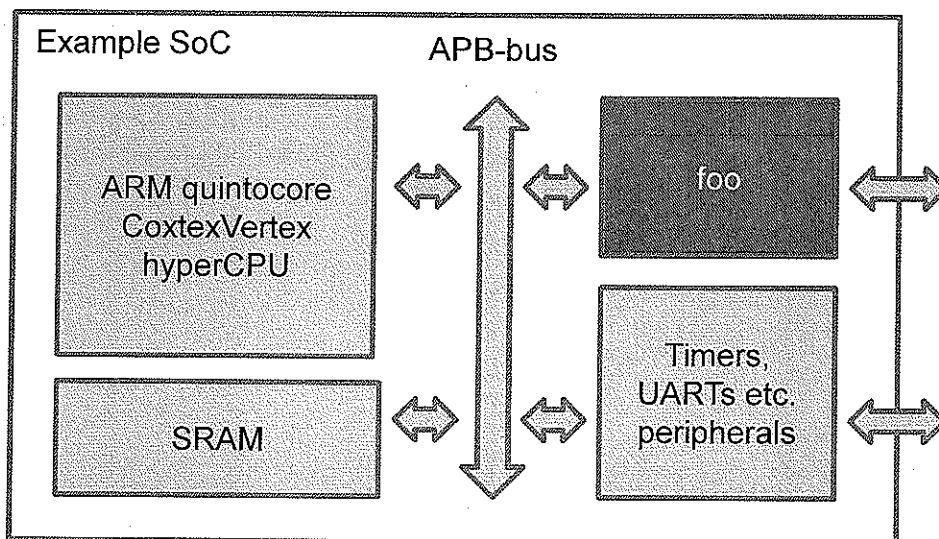 Example SoC
APB-bus
ARM quintocore
CoxtexVertex
hyperCPU
foo
SRAM
Timers,
UARTs etc.
peripherals